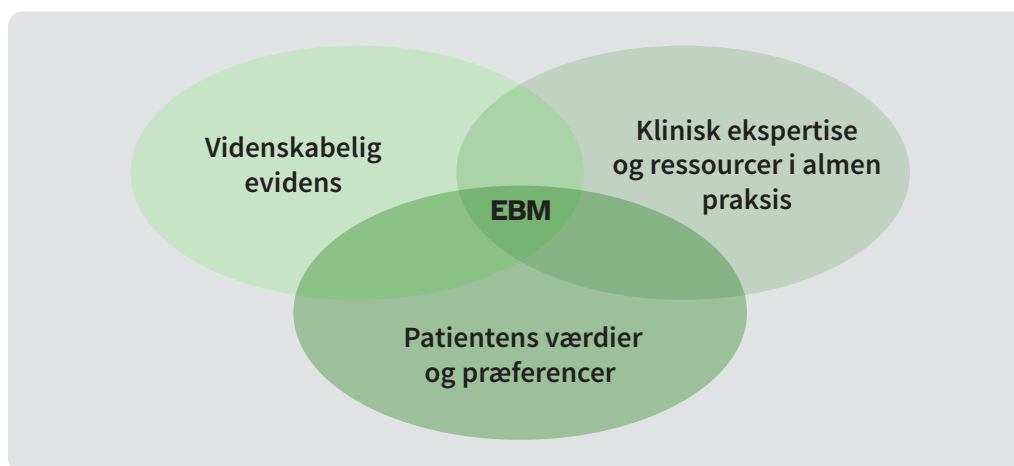 Videnskabelig
evidens
Klinisk ekspertise
og ressourcer i almen
praksis
EBM
Patientens værdier
og præferencer